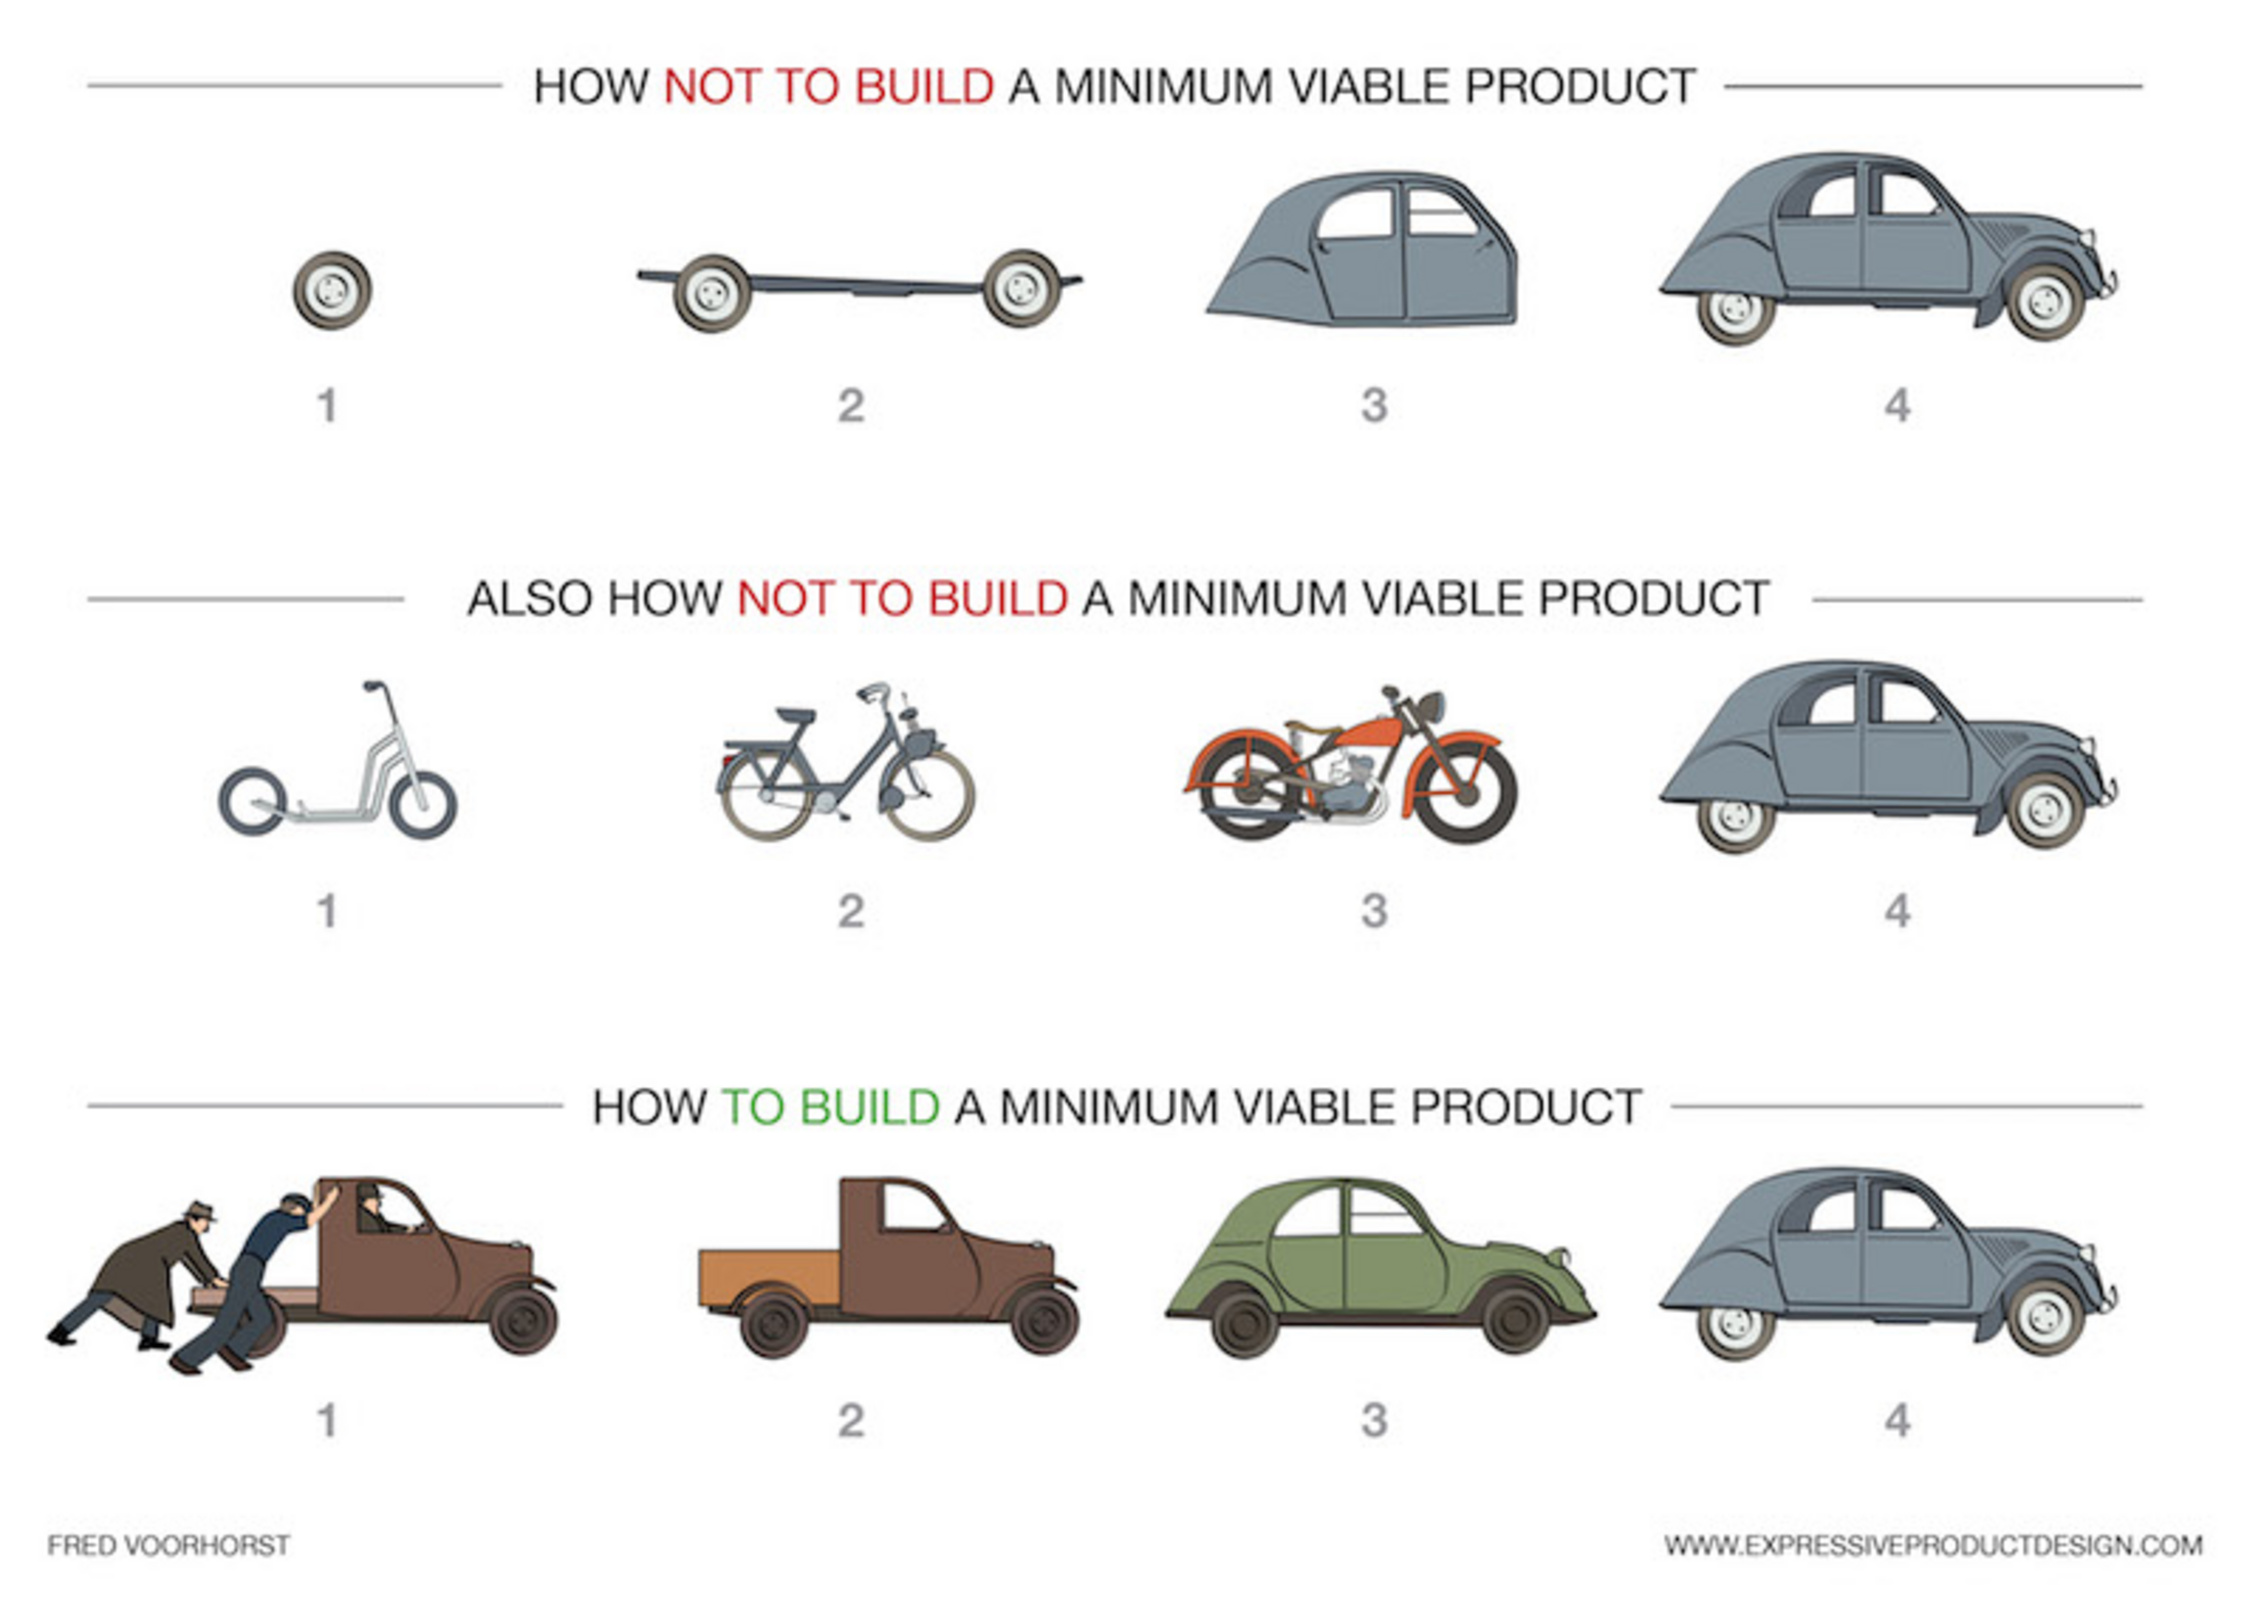 HOW NOT TO BUILD A MINIMUM VIABLE PRODUCT
1 2 3 4
ALSO HOW NOT TO BUILD A MINIMUM VIABLE PRODUCT
1 2 3 4
HOW TO BUILD A MINIMUM VIABLE PRODUCT
1 2 3 4
FRED VOORHORST
WWW.EXPRESSIVEPRODUCTDESIGN.COM